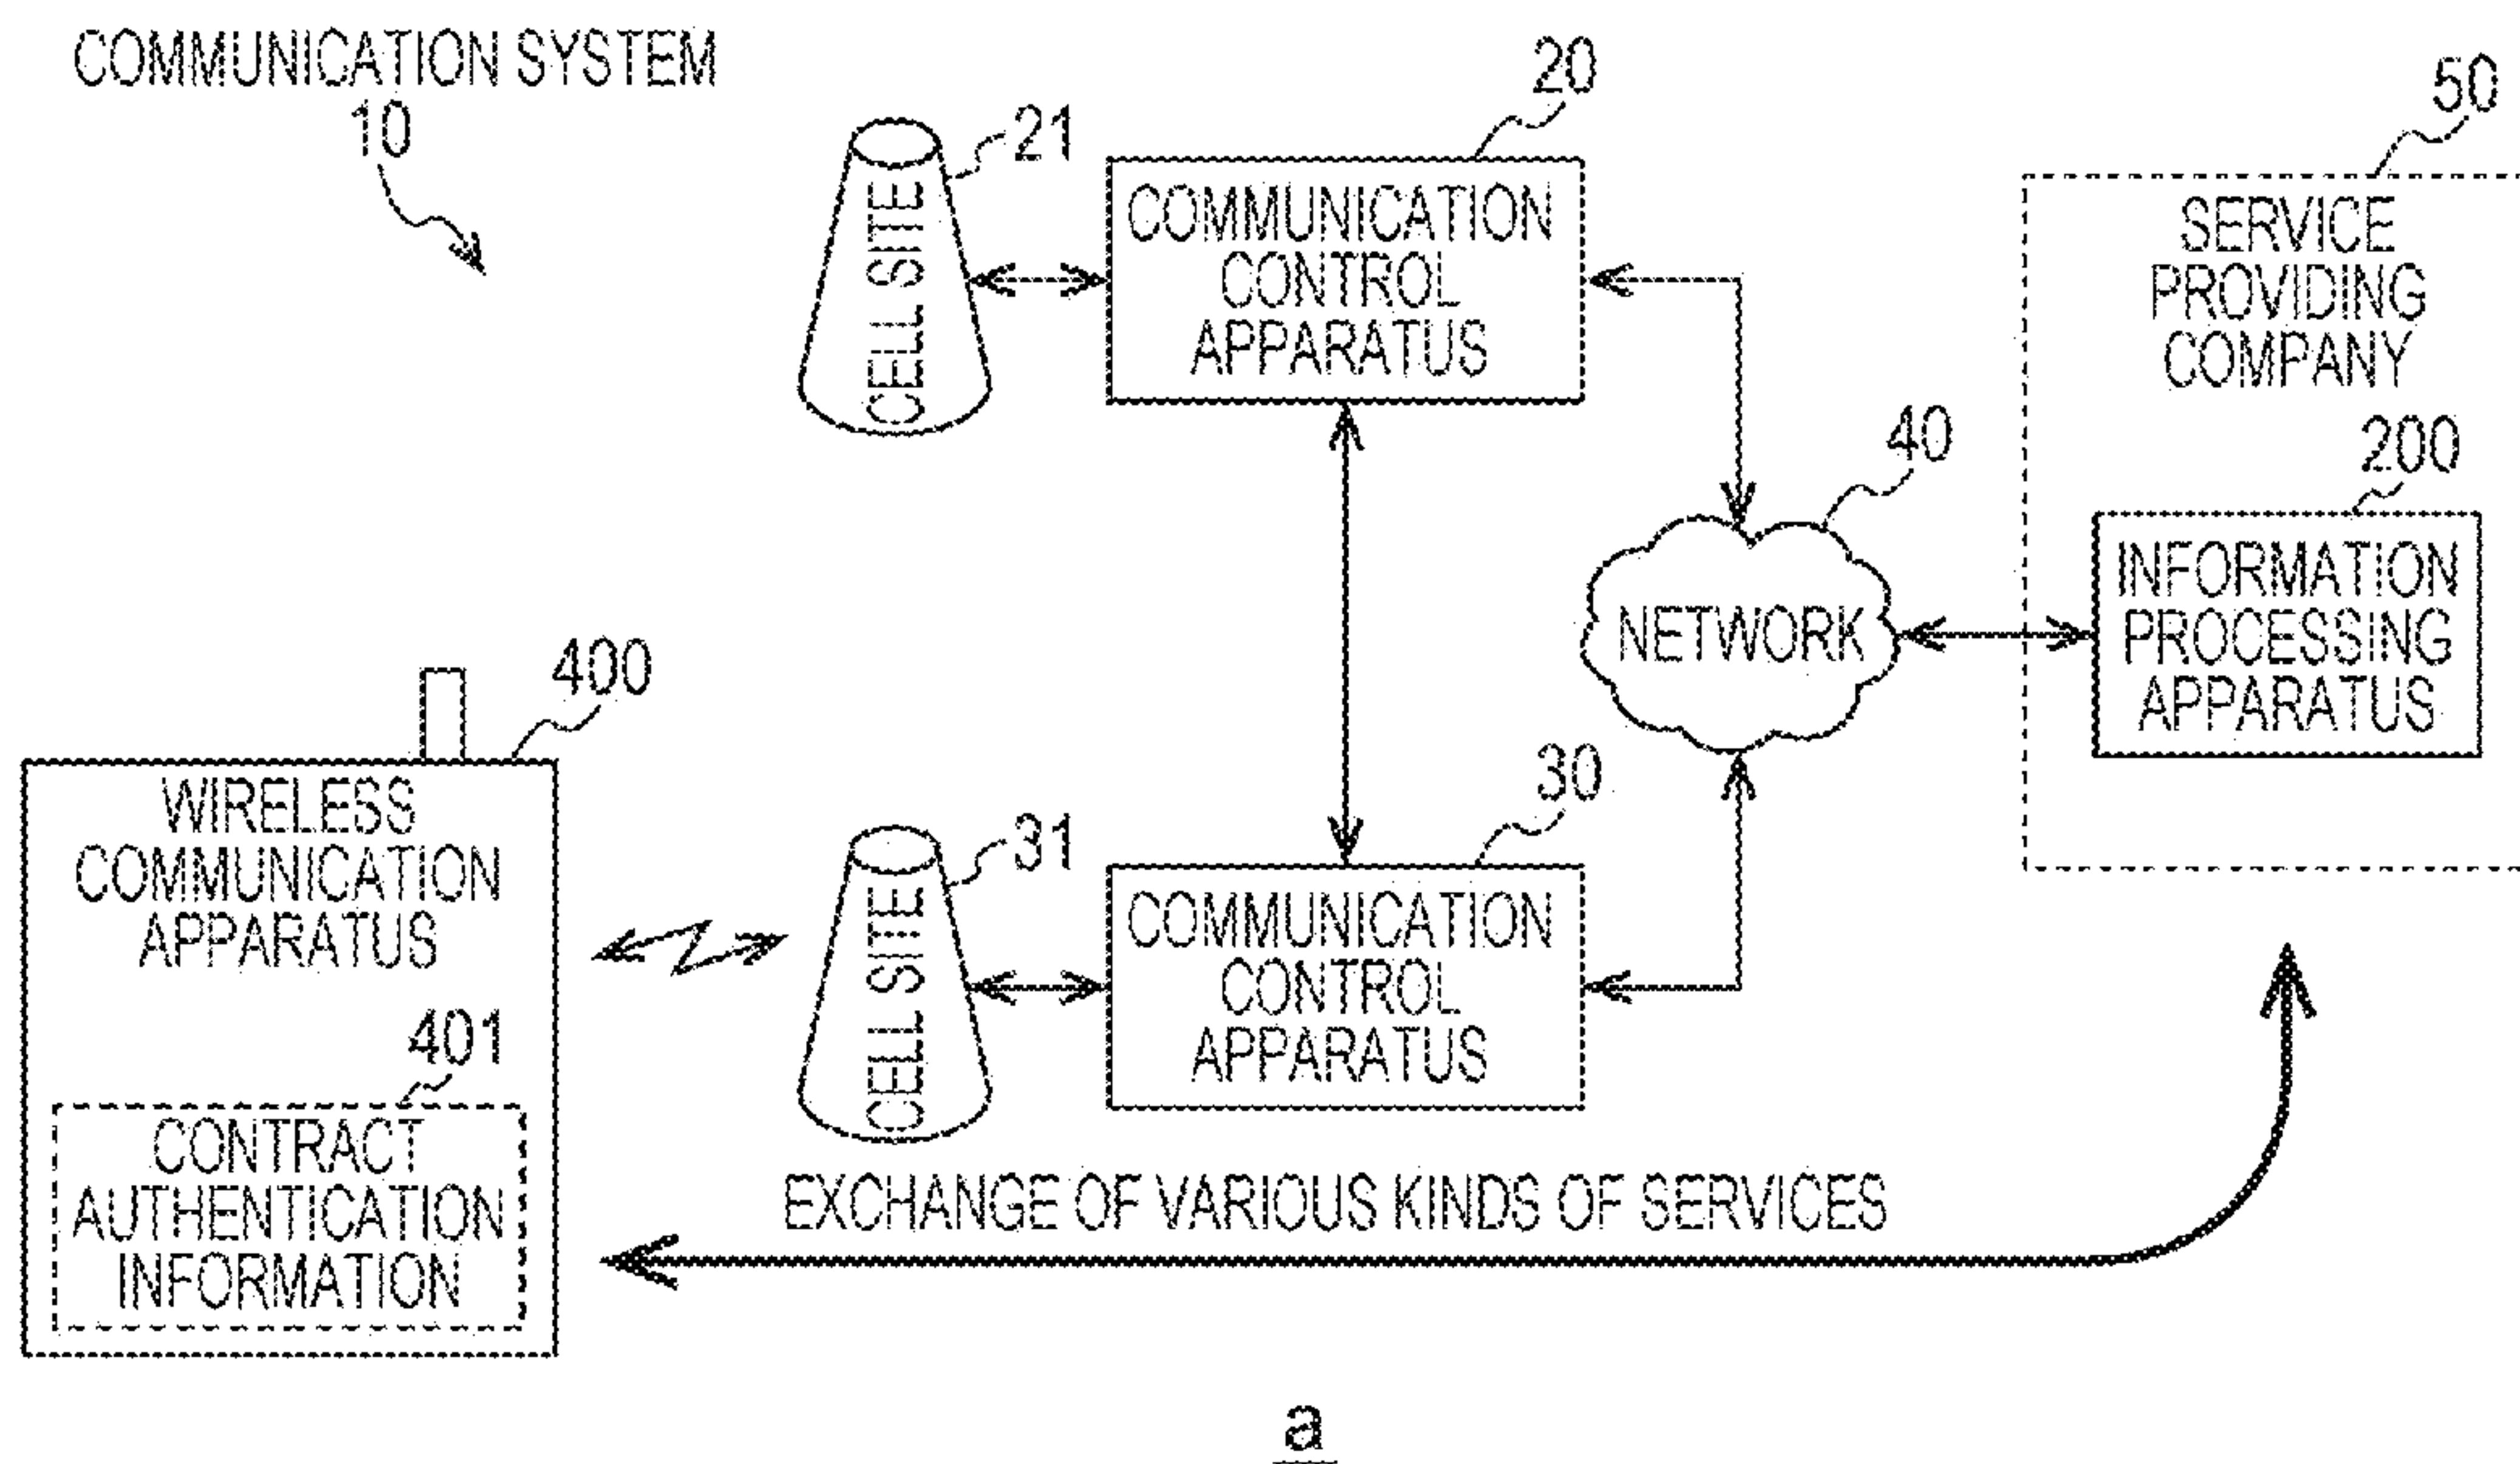 COMMUNICATION SYSTEM
10
21
CELL SITE
20
COMMUNICATION
CONTROL
APPARATUS
50
SERVICE
PROVIDING
COMPANY
40
NETWORK
200
INFORMATION
PROCESSING
APPARATUS
400
WIRELESS
COMMUNICATION
APPARATUS
401
CONTRACT
AUTHENTICATION
INFORMATION
31
CELL SITE
30
COMMUNICATION
CONTROL
APPARATUS
EXCHANGE OF VARIOUS KINDS OF SERVICES
a